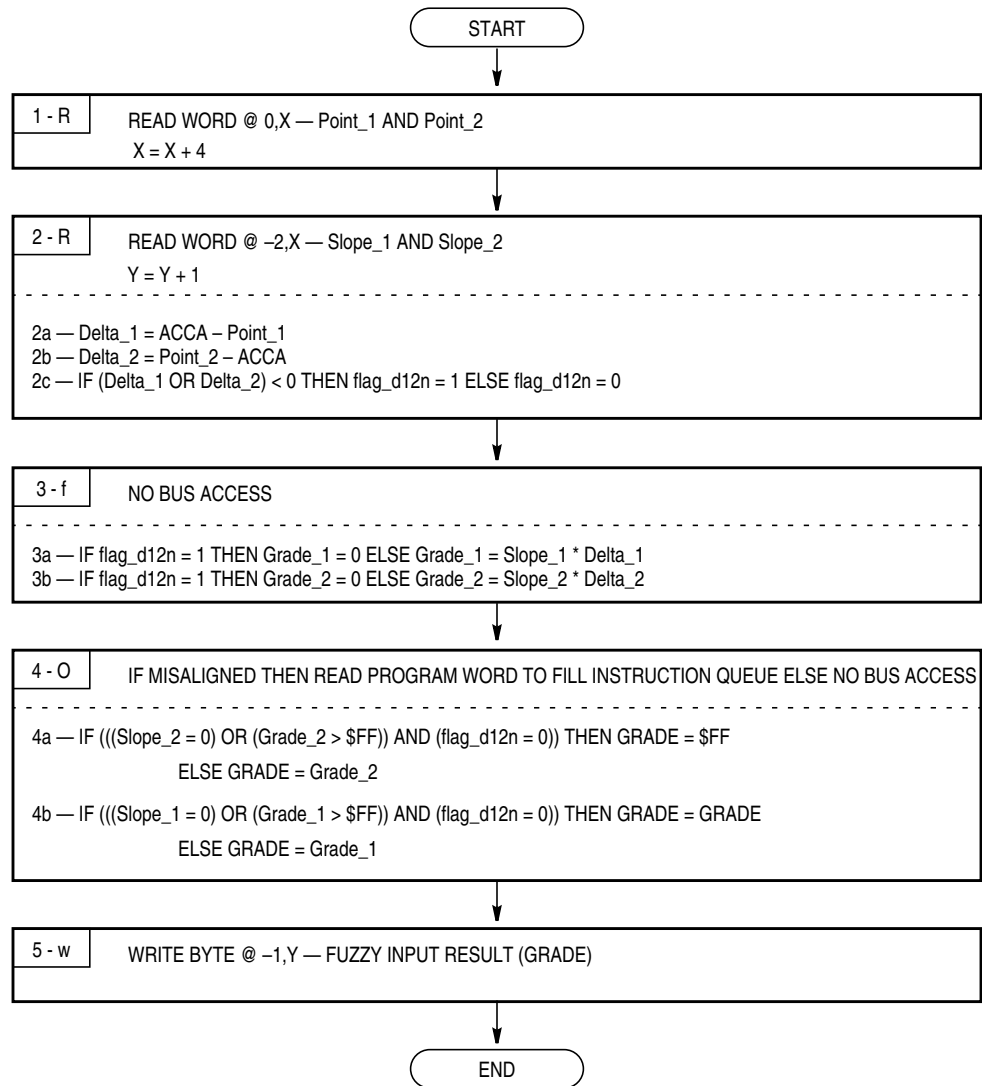 START
1 - R
READ WORD @ 0,X — Point_1 AND Point_2
X = X + 4
2 - R
READ WORD @ –2,X — Slope_1 AND Slope_2
Y = Y + 1
2a — Delta_1 = ACCA – Point_1
2b — Delta_2 = Point_2 – ACCA
2c — IF (Delta_1 OR Delta_2) < 0 THEN flag_d12n = 1 ELSE flag_d12n = 0
3 - f
NO BUS ACCESS
3a — IF flag_d12n = 1 THEN Grade_1 = 0 ELSE Grade_1 = Slope_1 * Delta_1
3b — IF flag_d12n = 1 THEN Grade_2 = 0 ELSE Grade_2 = Slope_2 * Delta_2
4 - O
IF MISALIGNED THEN READ PROGRAM WORD TO FILL INSTRUCTION QUEUE ELSE NO BUS ACCESS
4a — IF (((Slope_2 = 0) OR (Grade_2 > $FF)) AND (flag_d12n = 0)) THEN GRADE = $FF
ELSE GRADE = Grade_2
4b — IF (((Slope_1 = 0) OR (Grade_1 > $FF)) AND (flag_d12n = 0)) THEN GRADE = GRADE
ELSE GRADE = Grade_1
5 - w
WRITE BYTE @ –1,Y — FUZZY INPUT RESULT (GRADE)
END